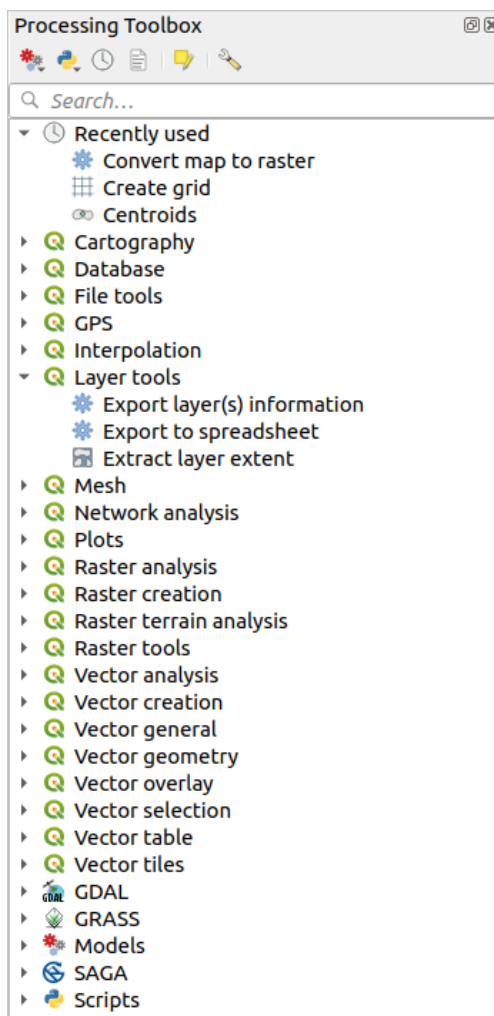 Processing Toolbox
Search...
Recently used
Convert map to raster
Create grid
Centroids
Cartography
Database
File tools
GPS
Interpolation
Layer tools
Export layer(s) information
Export to spreadsheet
Extract layer extent
Mesh
Network analysis
Plots
Raster analysis
Raster creation
Raster terrain analysis
Raster tools
Vector analysis
Vector creation
Vector general
Vector geometry
Vector overlay
Vector selection
Vector table
Vector tiles
GDAL GDAL
GRASS
Models
SAGA
Scripts